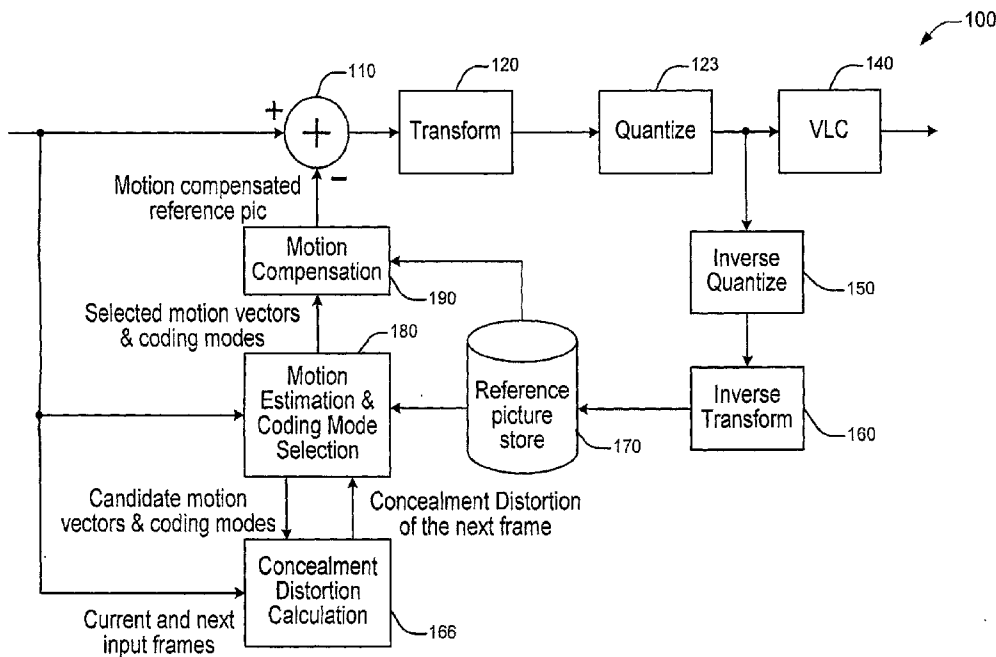 100
110
120
123
140
+
+
−
Transform
Quantize
VLC
Motion compensated
reference pic
Motion
Compensation
190
Inverse
Quantize
150
Selected motion vectors
& coding modes
180
Motion
Estimation &
Coding Mode
Selection
Reference
picture
store
170
Inverse
Transform
160
Candidate motion
vectors & coding modes
Concealment Distortion
of the next frame
Concealment
Distortion
Calculation
166
Current and next
input frames